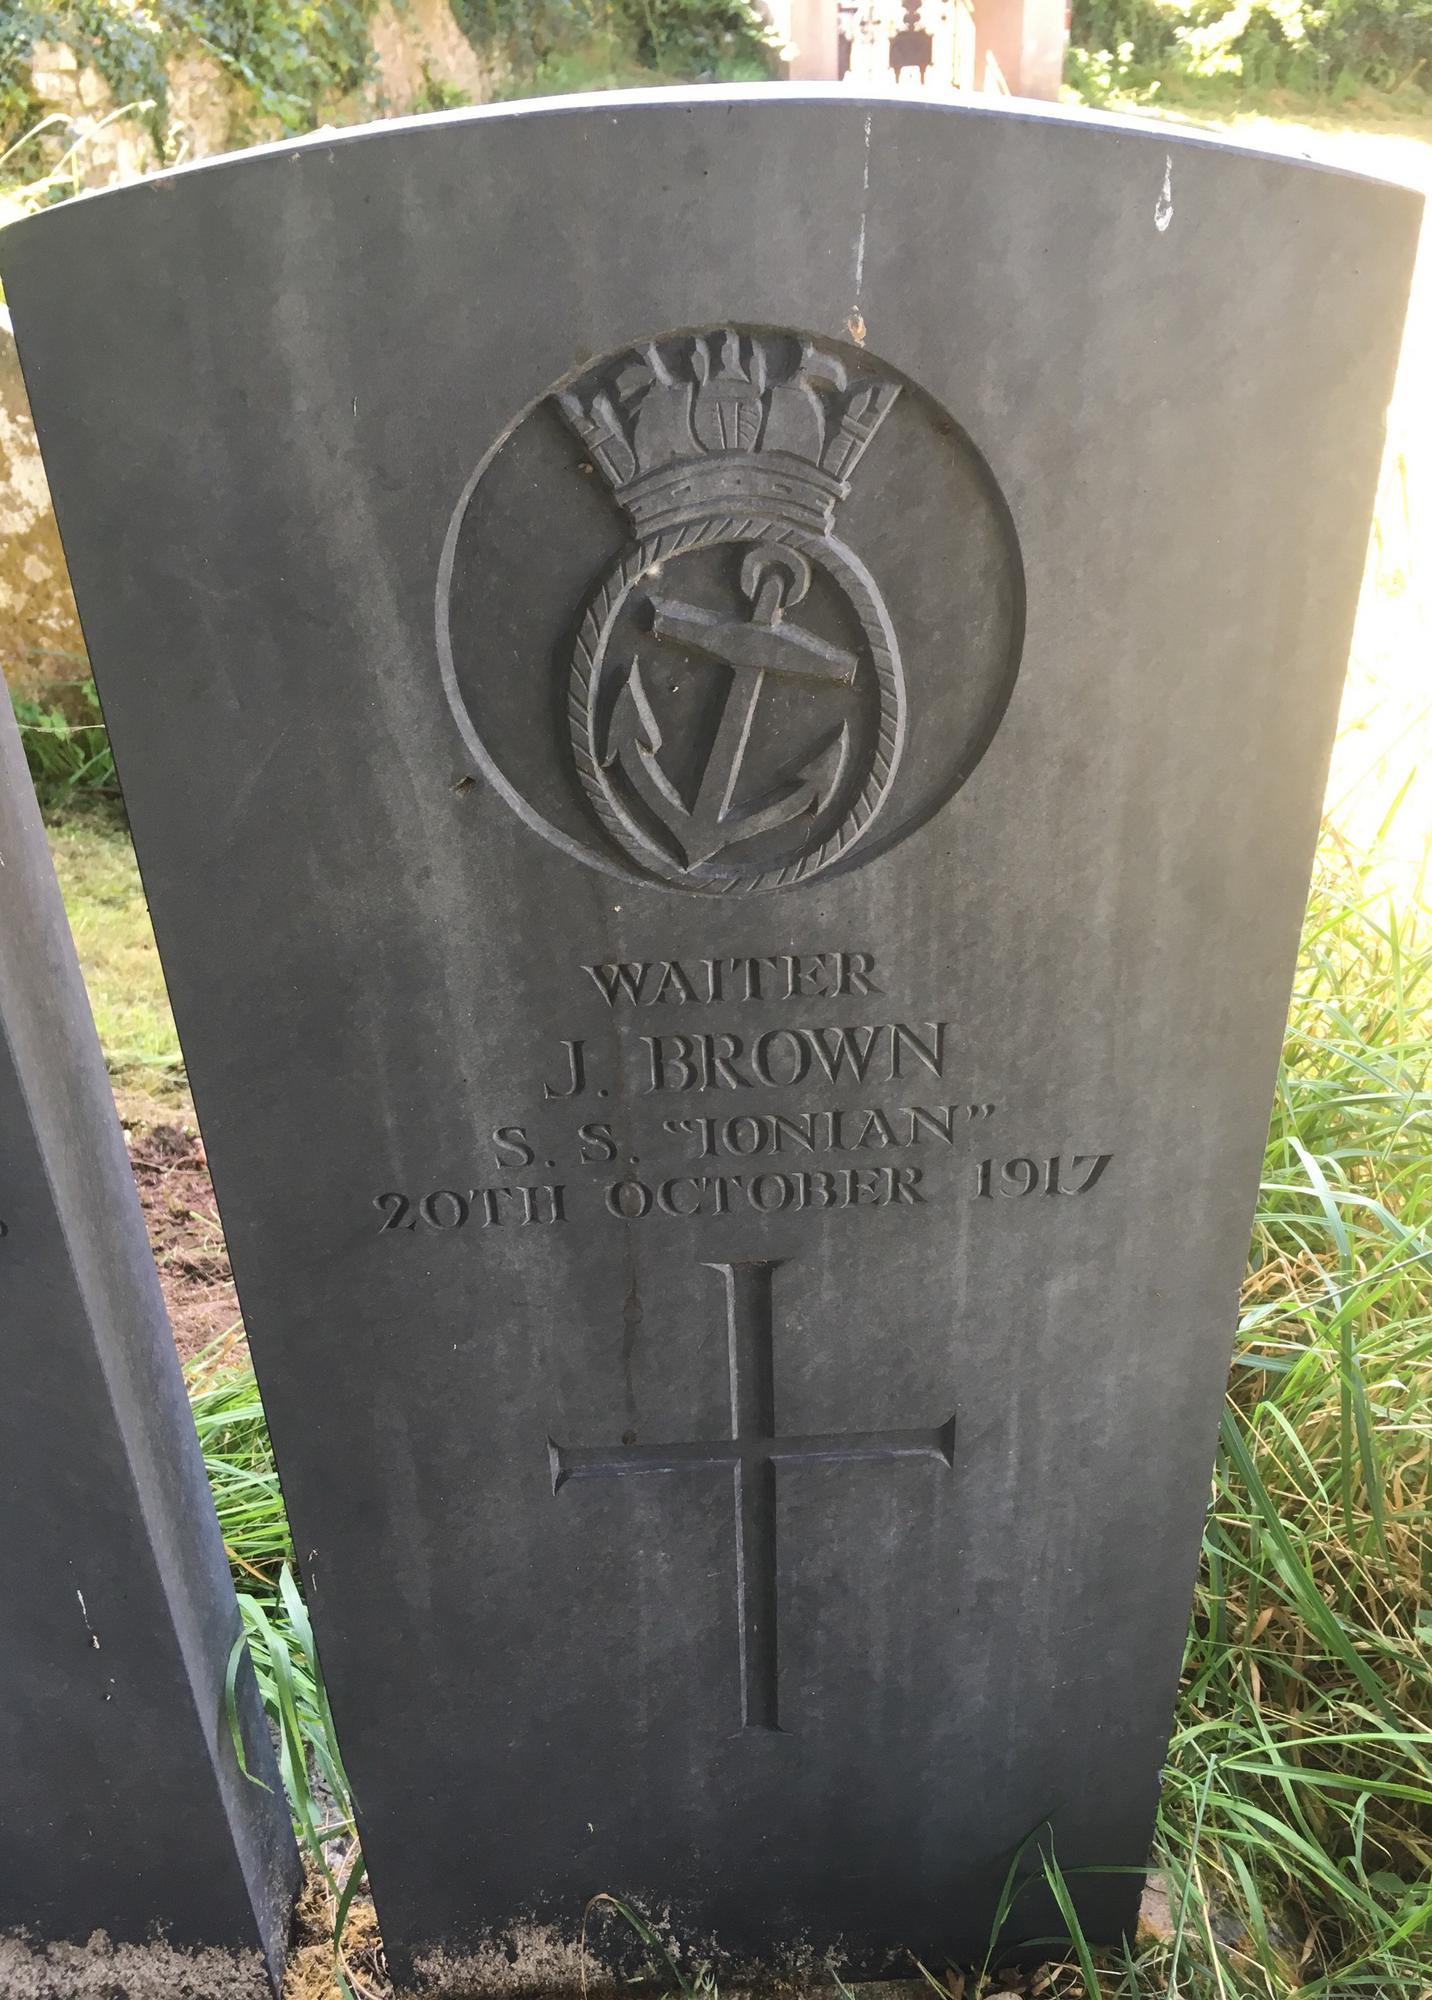 WAITER
J. BROWN
S. S. "IONIAN"
20TH OCTOBER 1917